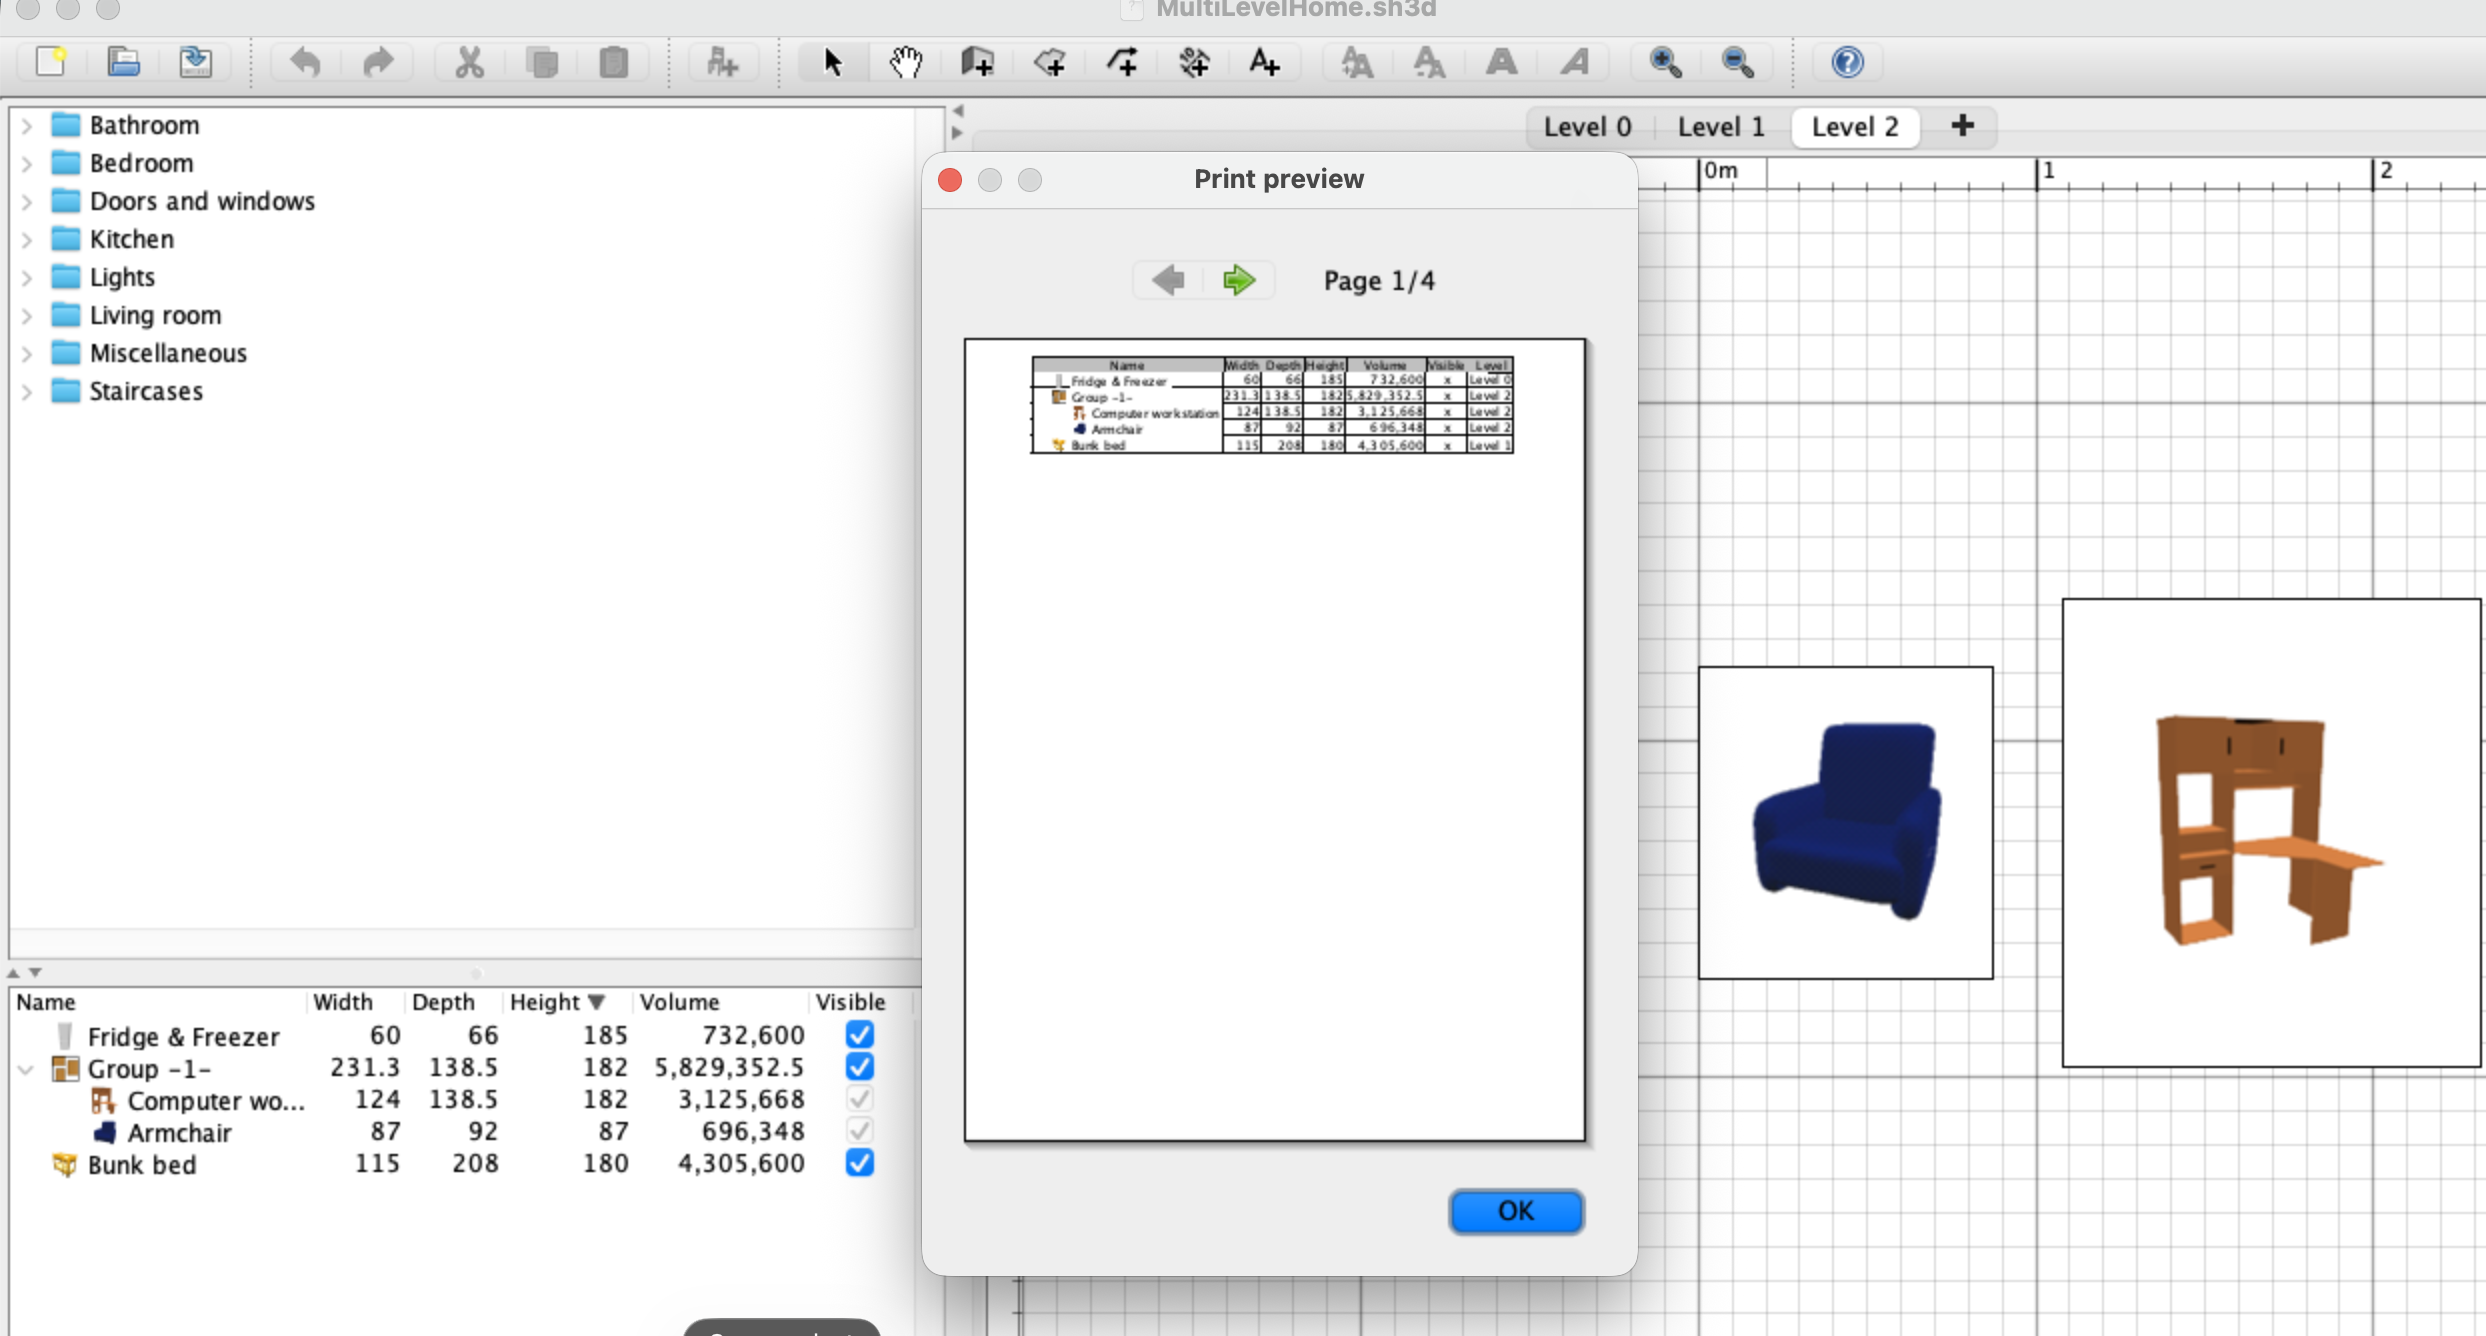 MultiLevelHome.sh3d
Bathroom
Bedroom
Doors and windows
Kitchen
Lights
Living room
Miscellaneous
Staircases
Level 0 Level 1 Level 2
0m 1 2
Print preview
Page 1/4
Name Width Depth Height Volume Visible Level
Fridge & Freezer 60 66 185 732,600 x Level 0
Group -1- 231.3 138.5 182 5,829,352.5 x Level 2
Computer workstation 124 138.5 182 3,125,668 x Level 2
Armchair 87 92 87 696,348 x Level 2
Bunk bed 115 208 180 4,305,600 x Level 1
OK
Name Width Depth Height Volume Visible
Fridge & Freezer 60 66 185 732,600
Group -1- 231.3 138.5 182 5,829,352.5
Computer wo... 124 138.5 182 3,125,668
Armchair 87 92 87 696,348
Bunk bed 115 208 180 4,305,600